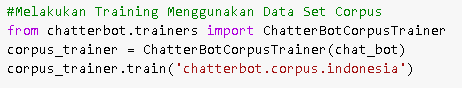 #Melakukan Training Menggunakan Data Set Corpus
from chatterbot.trainers import ChatterBotCorpusTrainer
corpus_trainer = ChatterBotCorpusTrainer(chat_bot)
corpus_trainer.train('chatterbot.corpus.indonesia')